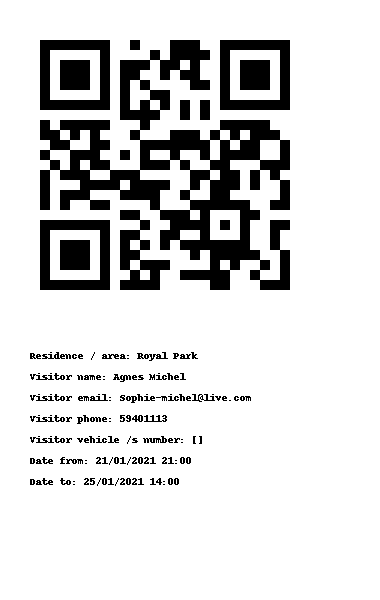 Residence / area: Royal Park
Visitor name: Agnes Michel
Visitor email: Sophie-michel@live.com
Visitor phone: 59401113
Visitor vehicle /s number: []
Date from: 21/01/2021 21:00
Date to: 25/01/2021 14:00